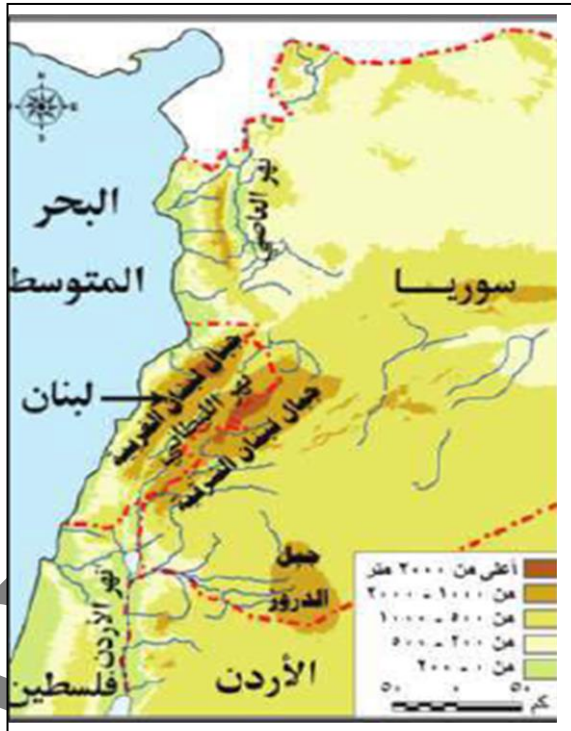 N
E
S
نهر العاصي
البحر
المتوسط
سوريا
جبال لبنان الغربية
لبنان
نهر الليطاني
جبال لبنان الشرقية
جبل
الدروز
نهر الأردن
فلسطين
الأردن
أعلى من ٢٠٠٠ متر
من ١٠٠٠ - ٢٠٠٠
من ٥٠٠ - ١٠٠٠
من ٢٠٠ - ٥٠٠
من ٠ - ٢٠٠
٥٠ ٠ ٥٠
كم